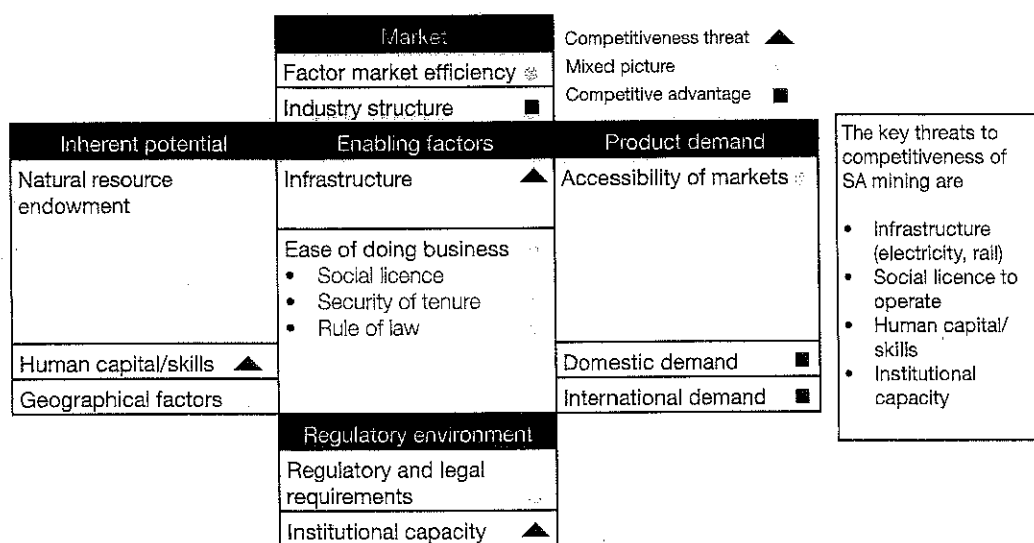 Market
Factor market efficiency
Industry structure
Competitiveness threat
Mixed picture
Competitive advantage
Inherent potential
Natural resource
endowment
Human capital/skills
Geographical factors
Enabling factors
Infrastructure
Ease of doing business
• Social licence
• Security of tenure
• Rule of law
Product demand
Accessibility of markets
Domestic demand
International demand
Regulatory environment
Regulatory and legal
requirements
Institutional capacity
The key threats to
competitiveness of
SA mining are
• Infrastructure
(electricity, rail)
• Social licence to
operate
• Human capital/
skills
• Institutional
capacity